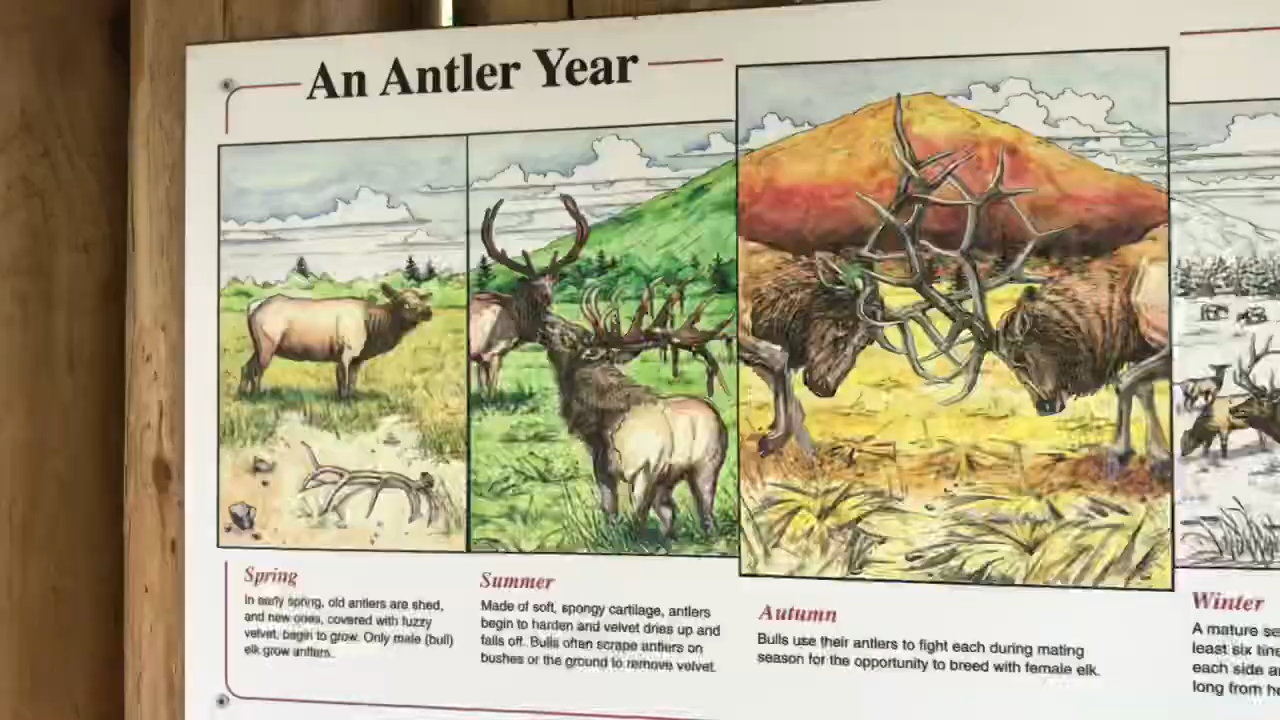 An Antler Year
Spring
In early spring, old antlers are shed,
and new ones, covered with fuzzy
velvet, begin to grow. Only male (bull)
elk grow antlers.
Summer
Made of soft, spongy cartilage, antlers
begin to harden and velvet dries up and
falls off. Bulls often scrape antlers on
bushes or the ground to remove velvet.
Autumn
Bulls use their antlers to fight each during mating
season for the opportunity to breed with female elk.
Winter
A mature
least six
each side
long from